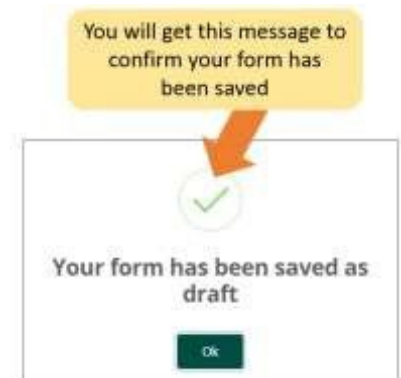 You will get this message to
confirm your form has
been saved
Your form has been saved as
draft
Ok